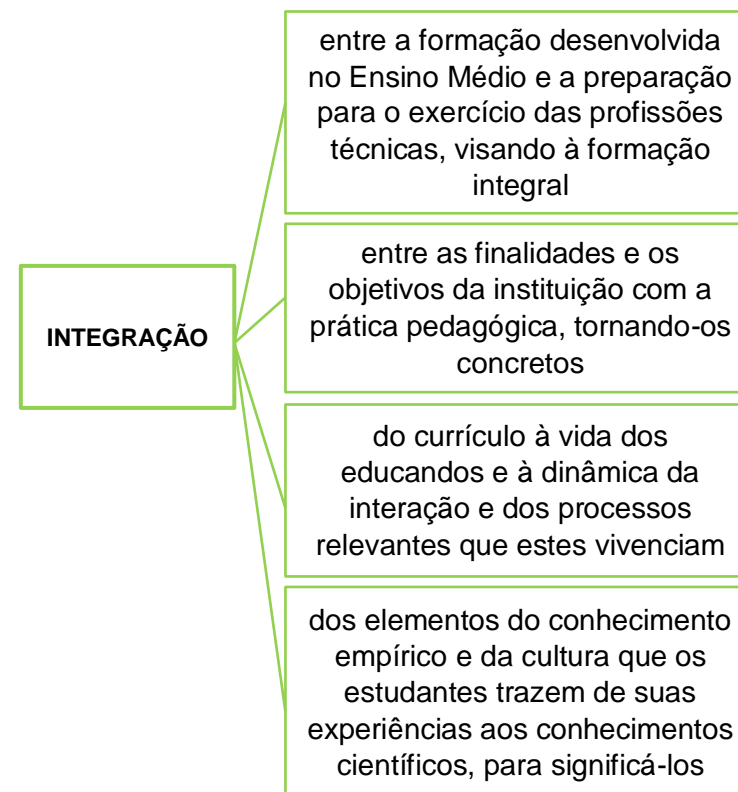 entre a formação desenvolvida
no Ensino Médio e a preparação
para o exercício das profissões
técnicas, visando à formação
integral
entre as finalidades e os
objetivos da instituição com a
prática pedagógica, tornando-os
concretos
INTEGRAÇÃO
do currículo à vida dos
educandos e à dinâmica da
interação e dos processos
relevantes que estes vivenciam
dos elementos do conhecimento
empírico e da cultura que os
estudantes trazem de suas
experiências aos conhecimentos
científicos, para significá-los